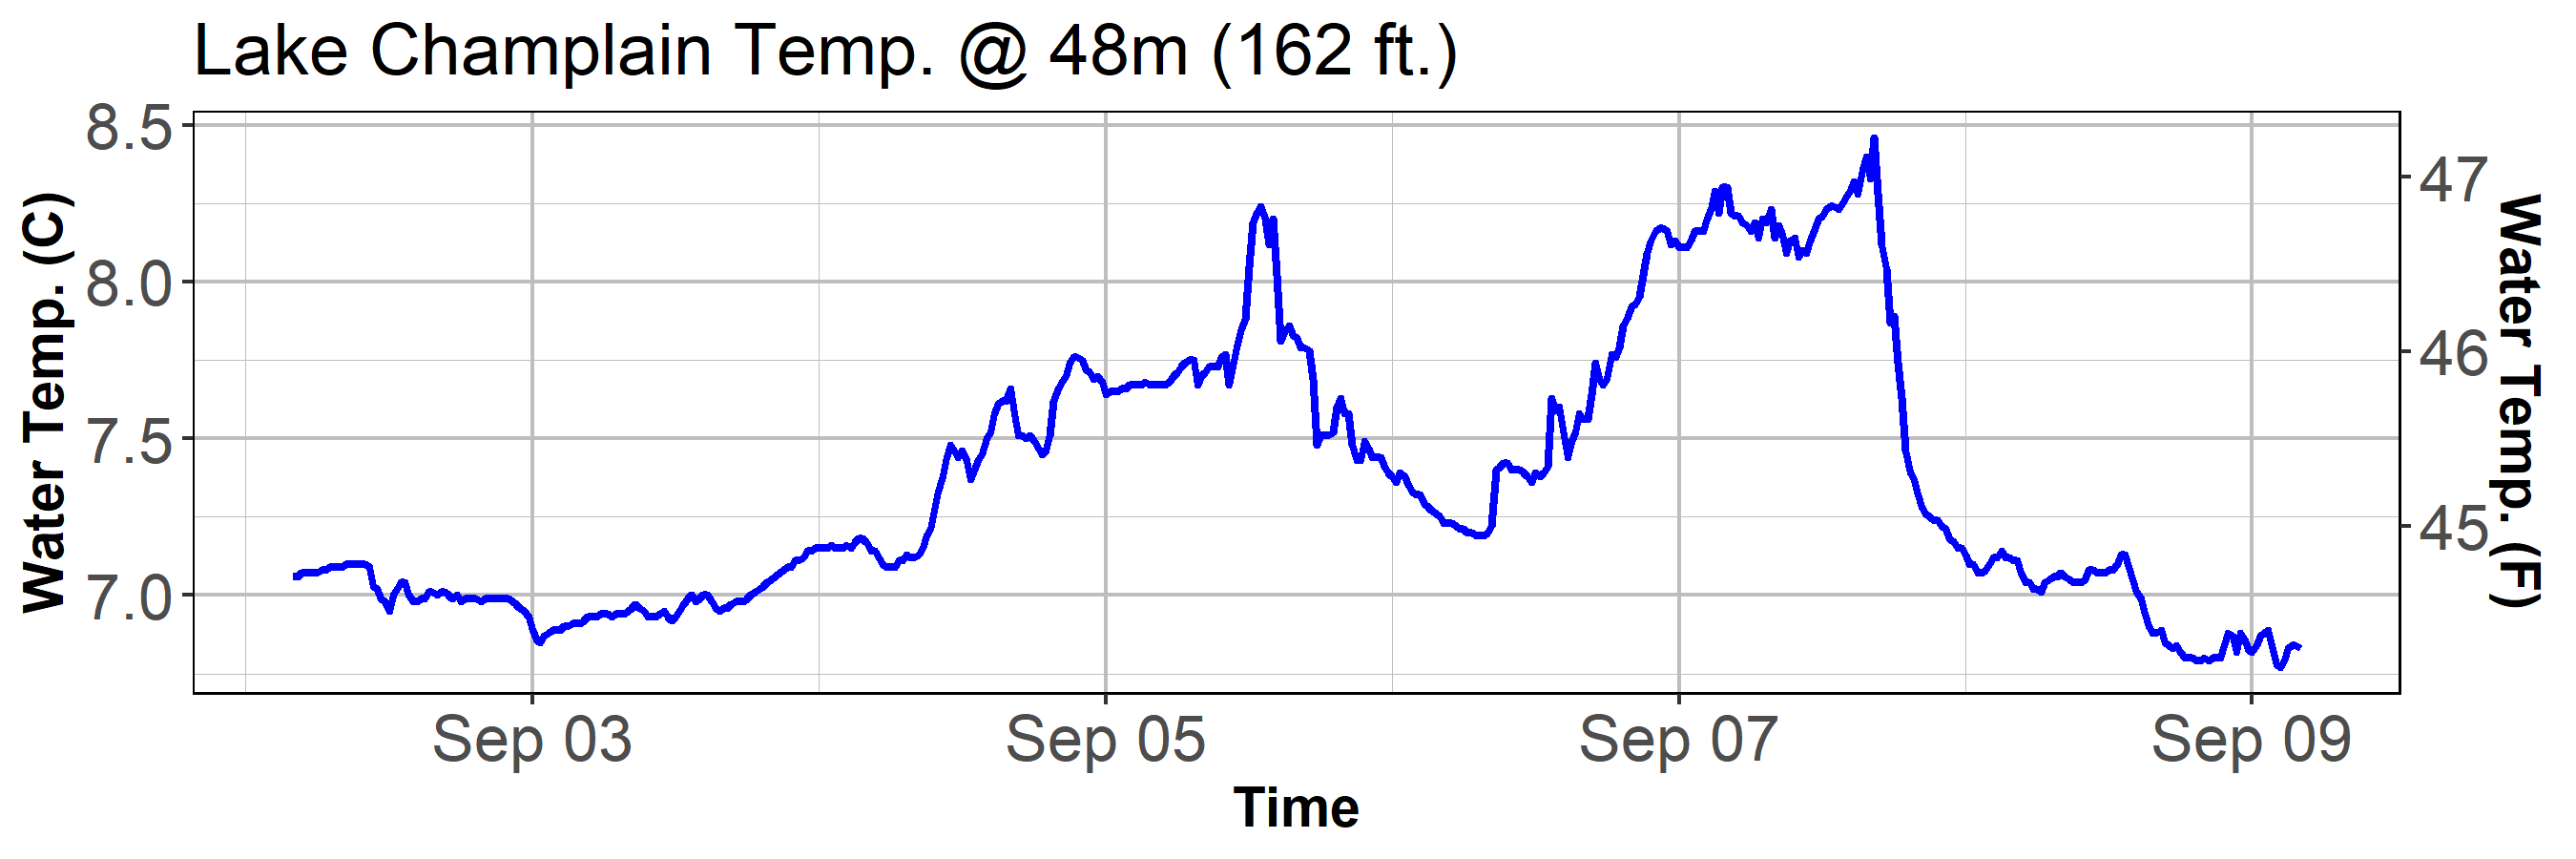 Lake Champlain Temp. @ 48m (162 ft.)
Water Temp. (C)
8.5
8.0
7.5
7.0
47
46
45
Water Temp. (F)
Sep 03 Sep 05 Sep 07 Sep 09
Time